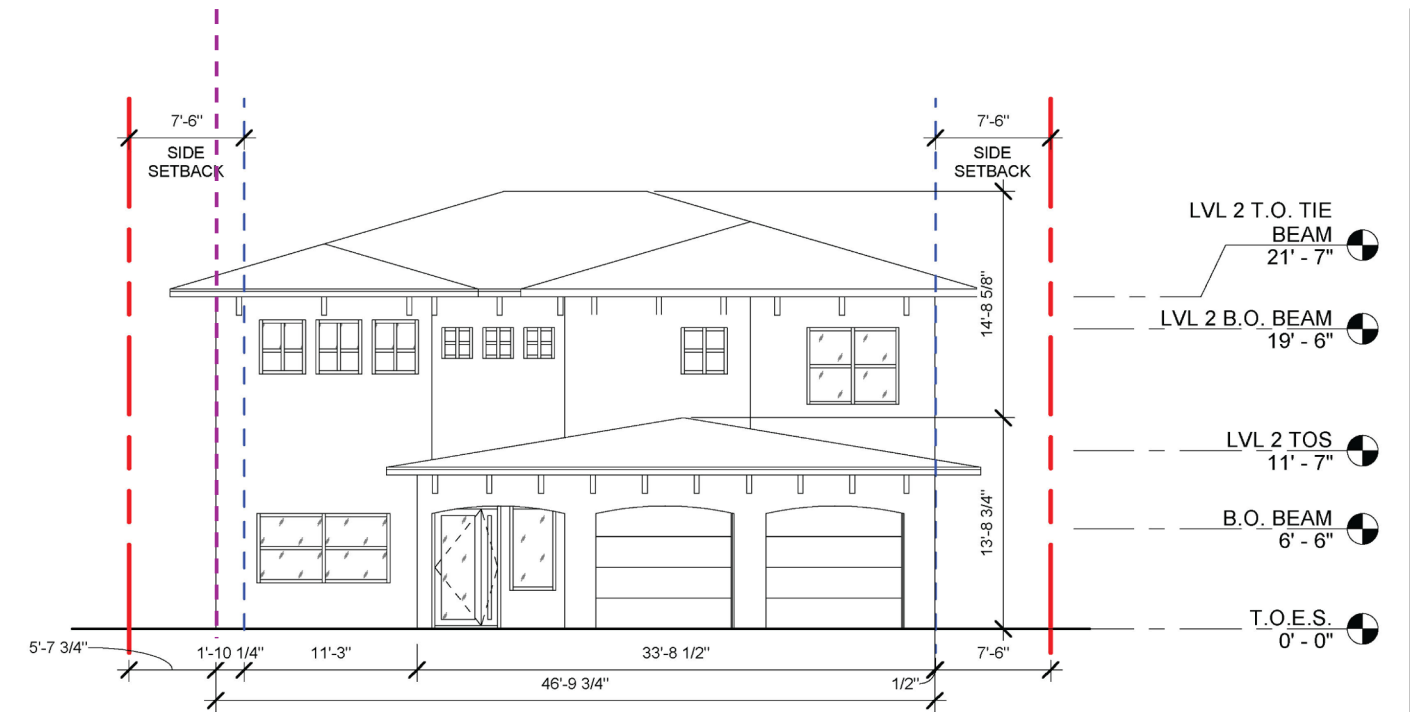 7'-6"
SIDE
SETBACK
7'-6"
SIDE
SETBACK
LVL 2 T.O. TIE
BEAM
21' - 7"
14'-8 5/8"
LVL 2 B.O. BEAM
19' - 6"
LVL 2 TOS
11' - 7"
13'-8 3/4"
B.O. BEAM
6' - 6"
T.O.E.S.
0' - 0"
5'-7 3/4"
1'-10 1/4"
11'-3"
33'-8 1/2"
7'-6"
46'-9 3/4"
1/2"